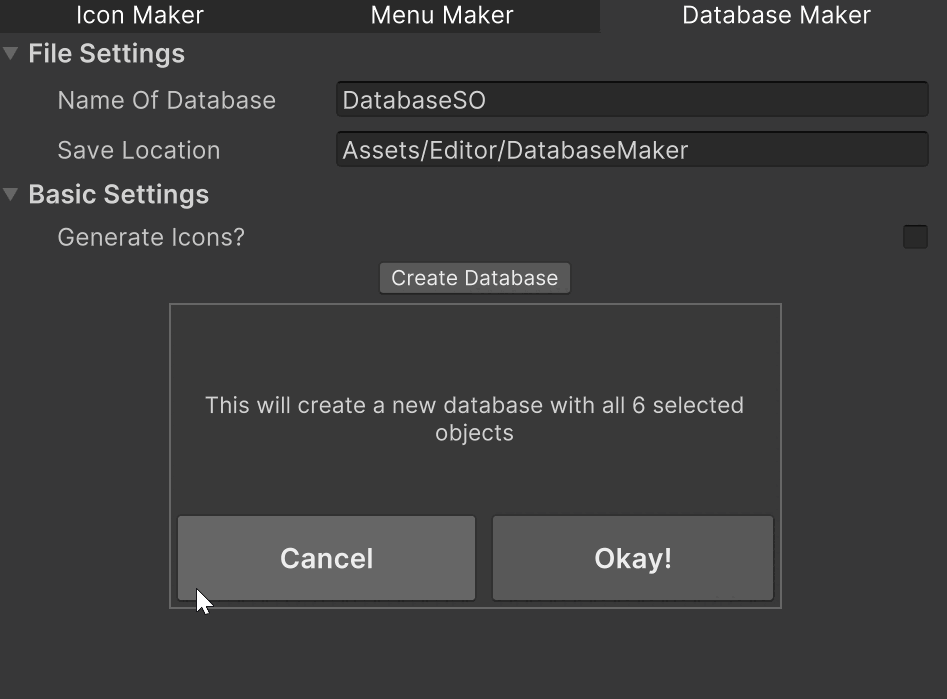 Icon Maker Menu Maker Database Maker
File Settings
Name Of Database DatabaseSO
Save Location Assets/Editor/DatabaseMaker
Basic Settings
Generate Icons?
Create Database
This will create a new database with all 6 selected
objects
Cancel Okay!